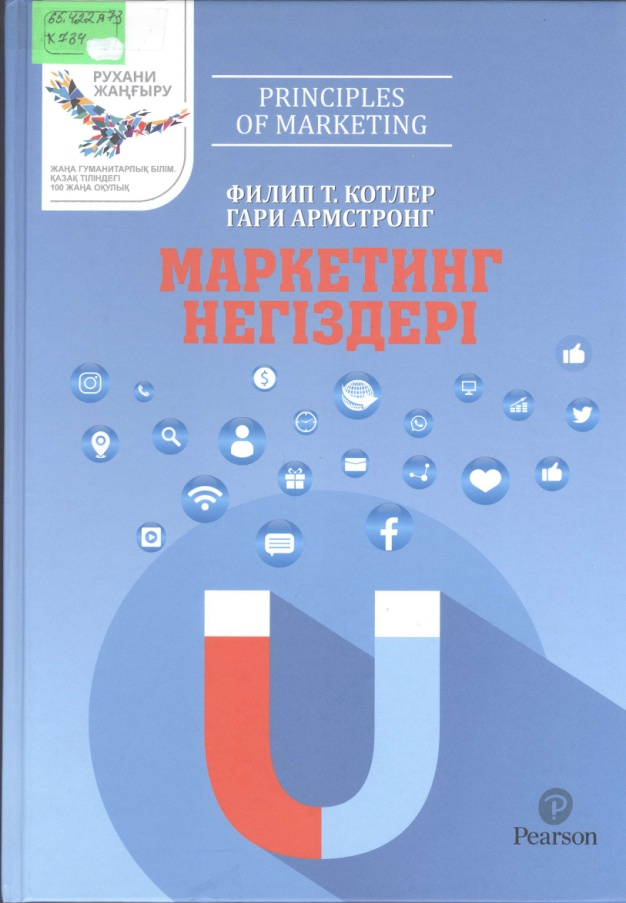 65.422я73
К 734
РУХАНИ
ЖАҢҒЫРУ
ЖАҢА ГУМАНИТАРЛЫҚ БІЛІМ.
ҚАЗАҚ ТІЛІНДЕГІ
100 ЖАҢА ОҚУЛЫҚ
PRINCIPLES
OF MARKETING
ФИЛИП Т. КОТЛЕР
ГАРИ АРМСТРОНГ
МАРКЕТИНГ
НЕГІЗДЕРІ
Pearson